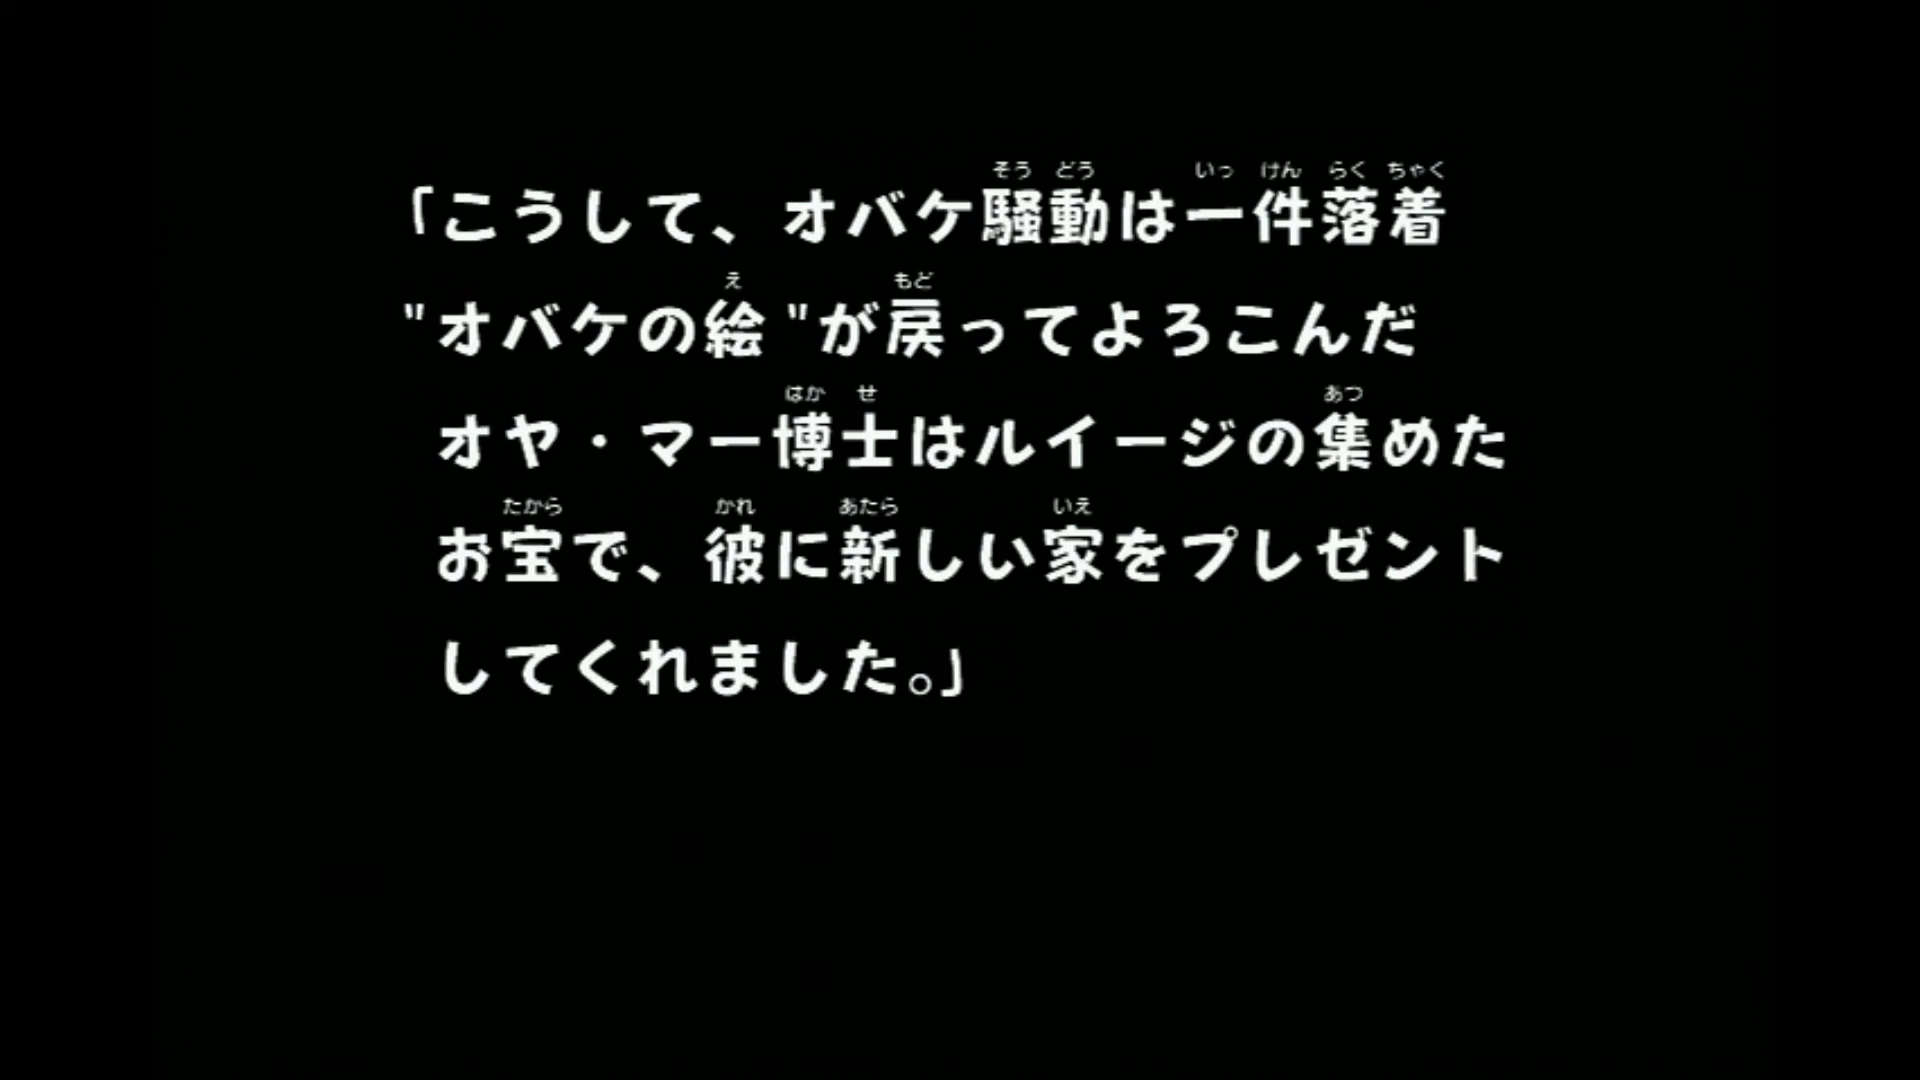 「こうして、オバケ騒動は一件落着
"オバケの絵"が戻ってよろこんだ
オヤ・マー博士はルイージの集めた
お宝で、彼に新しい家をプレゼント
してくれました。」